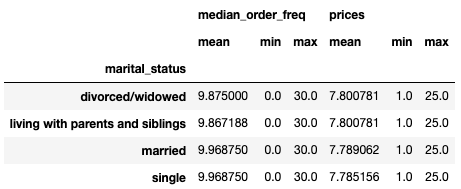 median_order_freq prices
mean min max mean min max
marital_status
divorced/widowed 9.875000 0.0 30.0 7.800781 1.0 25.0
living with parents and siblings 9.867188 0.0 30.0 7.800781 1.0 25.0
married 9.968750 0.0 30.0 7.789062 1.0 25.0
single 9.968750 0.0 30.0 7.785156 1.0 25.0